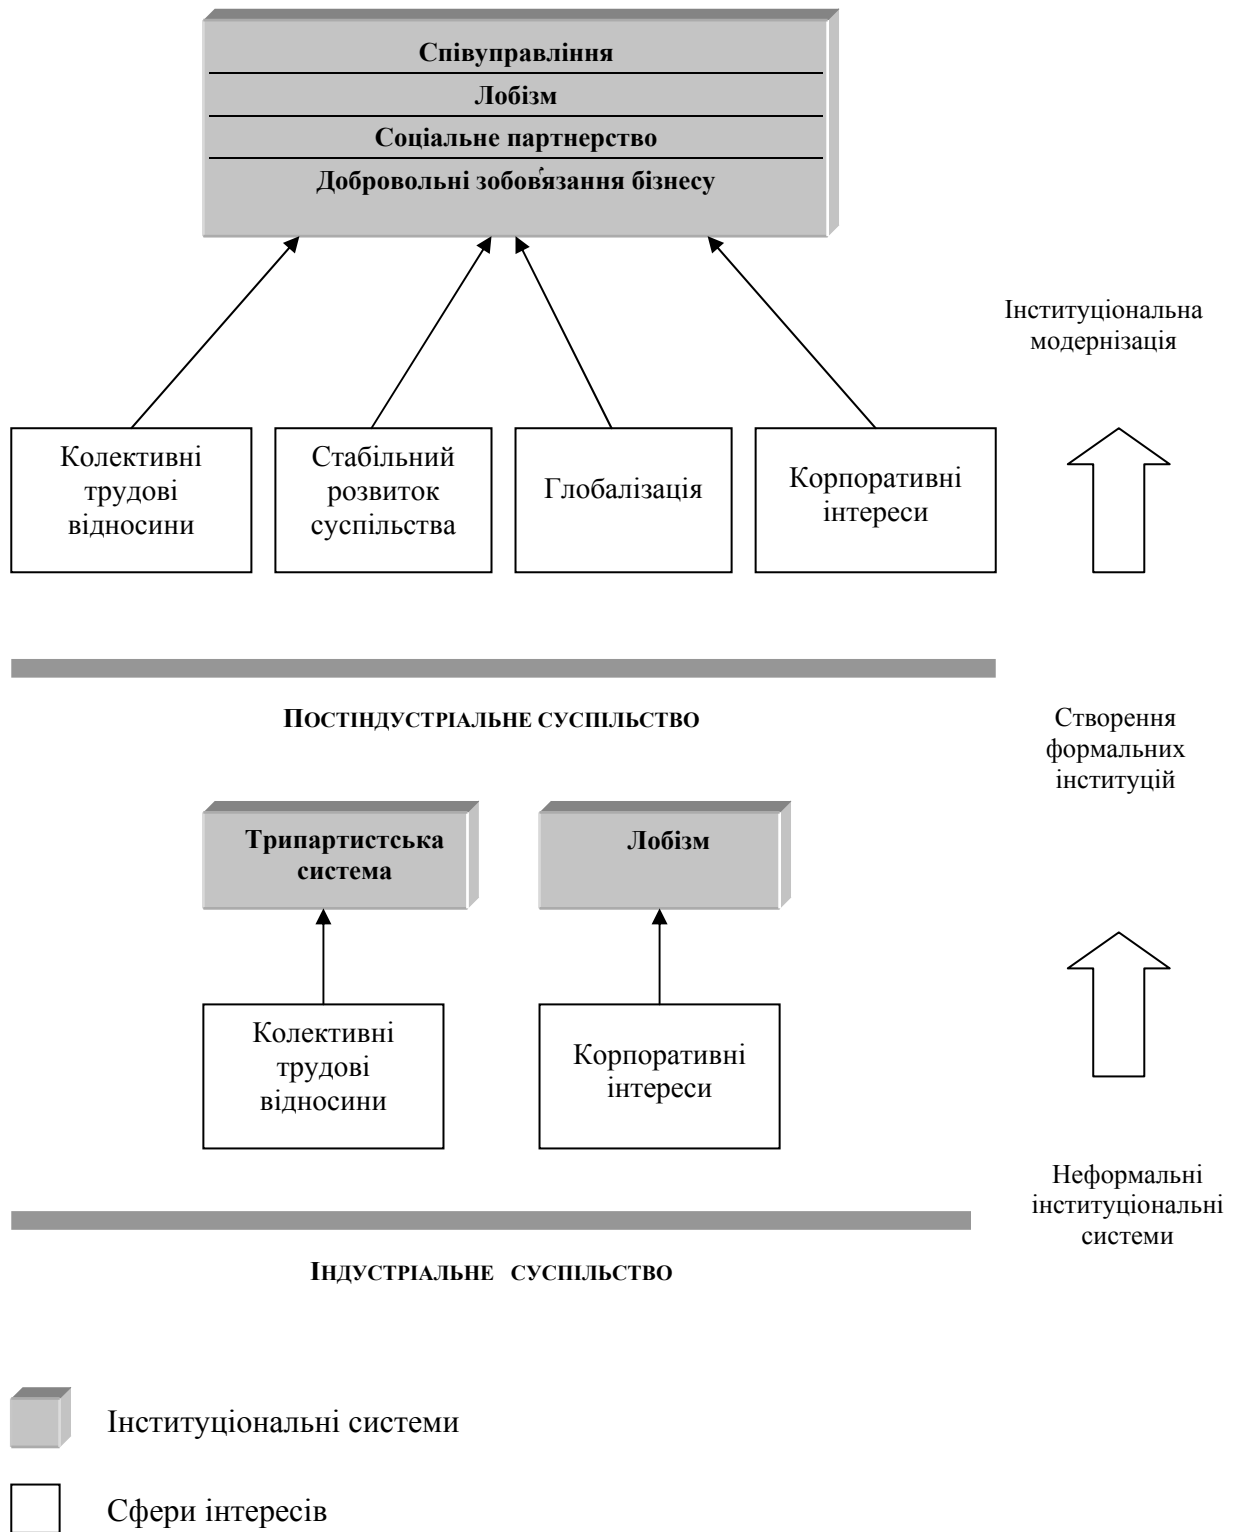 Співуправління
Лобізм
Соціальне партнерство
Добровольні зобов'язання бізнесу
Інституціональна
модернізація
Колективні
трудові
відносини
Стабільний
розвиток
суспільства
Глобалізація
Корпоративні
інтереси
ПОСТІНДУСТРІАЛЬНЕ СУСПІЛЬСТВО
Створення
формальних
інституцій
Трипартистська
система
Лобізм
Колективні
трудові
відносини
Корпоративні
інтереси
Неформальні
інституціональні
системи
ІНДУСТРІАЛЬНЕ СУСПІЛЬСТВО
Інституціональні системи
Сфери інтересів